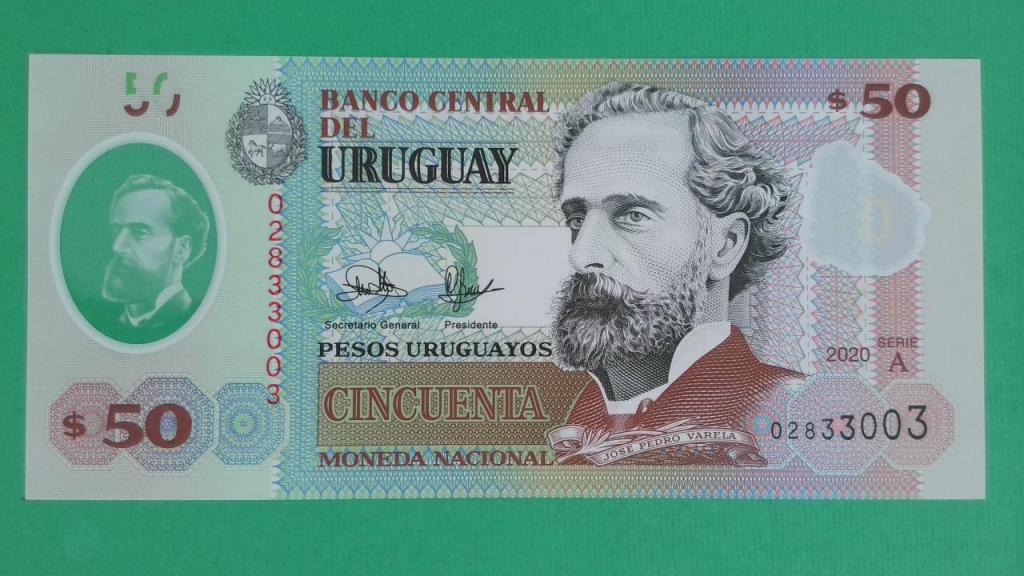 50
BANCO CENTRAL
DEL
URUGUAY
$ 50
02833003
Secretario General Presidente
PESOS URUGUAYOS
CINCUENTA
MONEDA NACIONAL
$ 50
2020 SERIE A
02833003
JOSÉ PEDRO VARELA